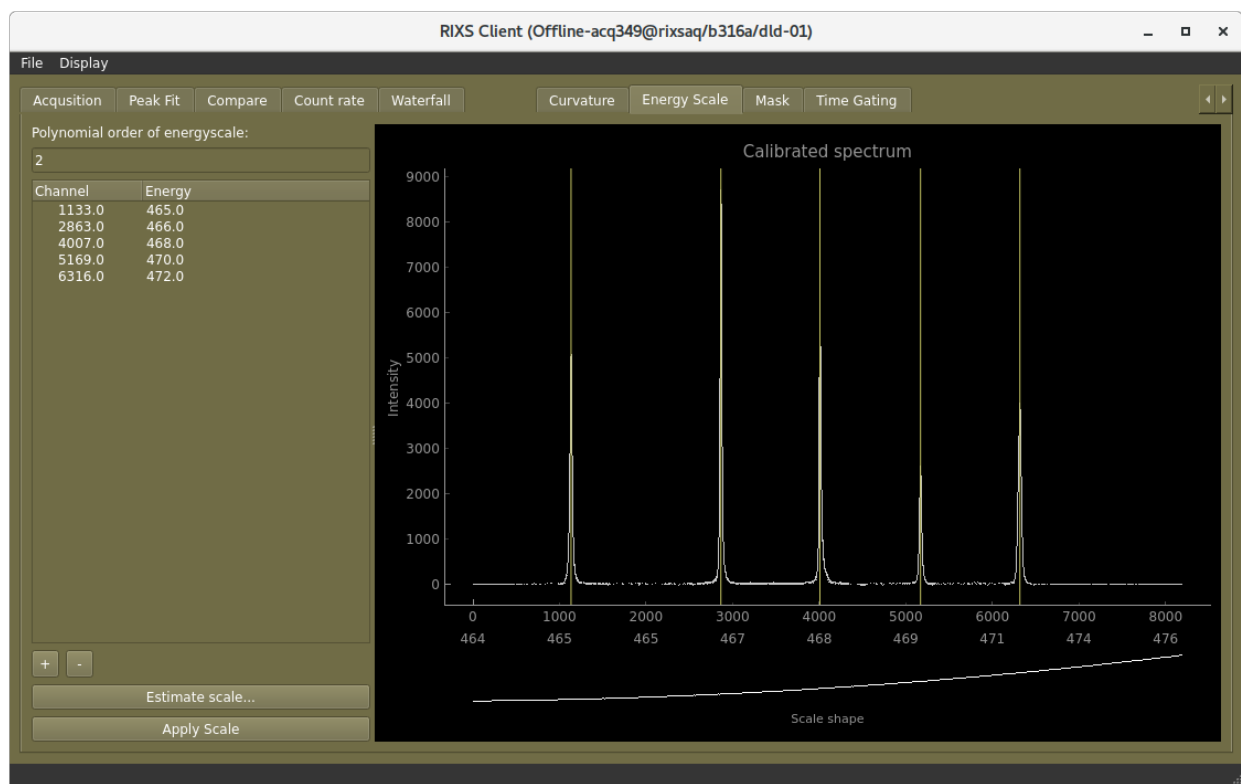 RIXS Client (Offline-acq349@rixsaq/b316a/dld-01)
File Display
Acqusition Peak Fit Compare Count rate Waterfall Curvature Energy Scale Mask Time Gating
Polynomial order of energyscale:
2
Channel Energy
1133.0 465.0
2863.0 466.0
4007.0 468.0
5169.0 470.0
6316.0 472.0
+ -
Estimate scale...
Apply Scale
Calibrated spectrum
Intensity
9000
8000
7000
6000
5000
4000
3000
2000
1000
0
0 1000 2000 3000 4000 5000 6000 7000 8000
464 465 465 467 468 469 471 474 476
Scale shape